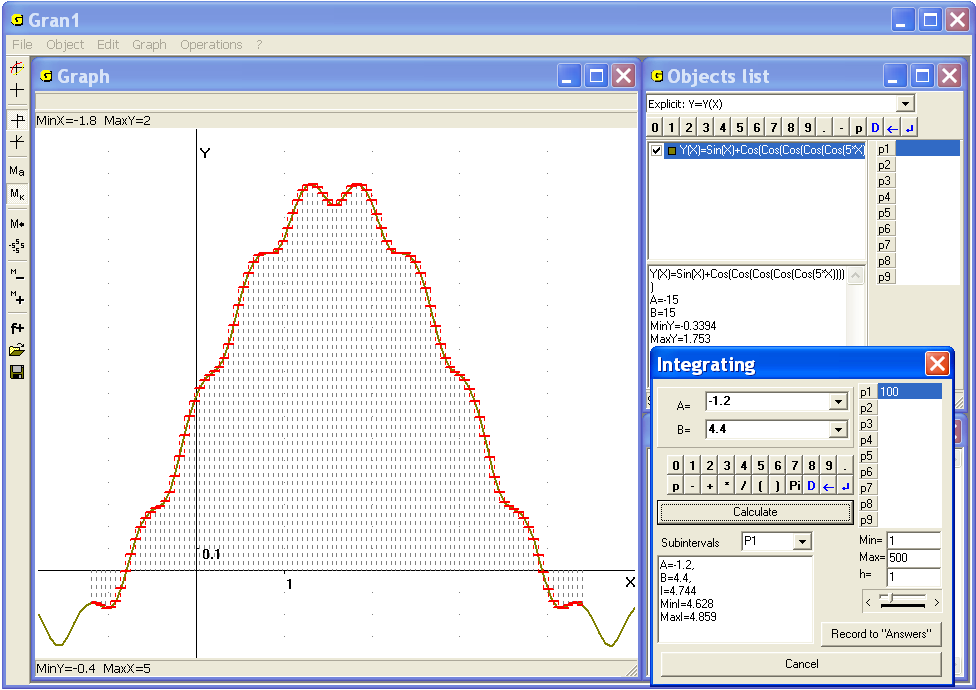 Gran1
File Object Edit Graph Operations ?
Graph
MinX=-1.8 MaxY=2
Y
0.1
1
X
MinY=-0.4 MaxX=5
Ma
Mк
M
-5
5
5
5
M
M
f+
Objects list
Explicit: Y=Y(X)
0 1 2 3 4 5 6 7 8 9 . - p D ← ↵
Y(X)=Sin(X)+Cos(Cos(Cos(Cos(Cos(5*X)
p1
p2
p3
p4
p5
p6
p7
p8
p9
Y(X)=Sin(X)+Cos(Cos(Cos(Cos(Cos(5*X))))
)
A=-15
B=15
MinY=-0.3394
MaxY=1.753
Integrating
A= -1.2
B= 4.4
0 1 2 3 4 5 6 7 8 9 .
p - + * / ( ) Pi D ← ↵
Calculate
Subintervals P1
A=-1.2,
B=4.4,
I=4.744
MinI=4.628
MaxI=4.859
p1 100
p2
p3
p4
p5
p6
p7
p8
p9
Min= 1
Max= 500
h= 1
< >
Record to "Answers"
Cancel